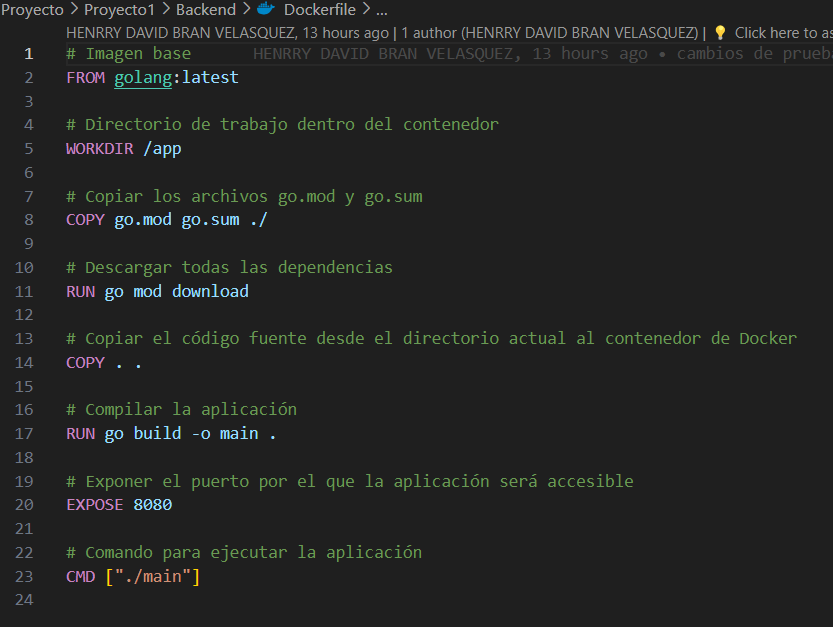 Proyecto > Proyecto1 > Backend > Dockerfile > ...
HENRRY DAVID BRAN VELASQUEZ, 13 hours ago | 1 author (HENRRY DAVID BRAN VELASQUEZ) | 💡 Click here to as
1 # Imagen base HENRRY DAVID BRAN VELASQUEZ, 13 hours ago • cambios de prueba
2 FROM golang:latest
3
4 # Directorio de trabajo dentro del contenedor
5 WORKDIR /app
6
7 # Copiar los archivos go.mod y go.sum
8 COPY go.mod go.sum ./
9
10 # Descargar todas las dependencias
11 RUN go mod download
12
13 # Copiar el código fuente desde el directorio actual al contenedor de Docker
14 COPY . .
15
16 # Compilar la aplicación
17 RUN go build -o main .
18
19 # Exponer el puerto por el que la aplicación será accesible
20 EXPOSE 8080
21
22 # Comando para ejecutar la aplicación
23 CMD ["./main"]
24